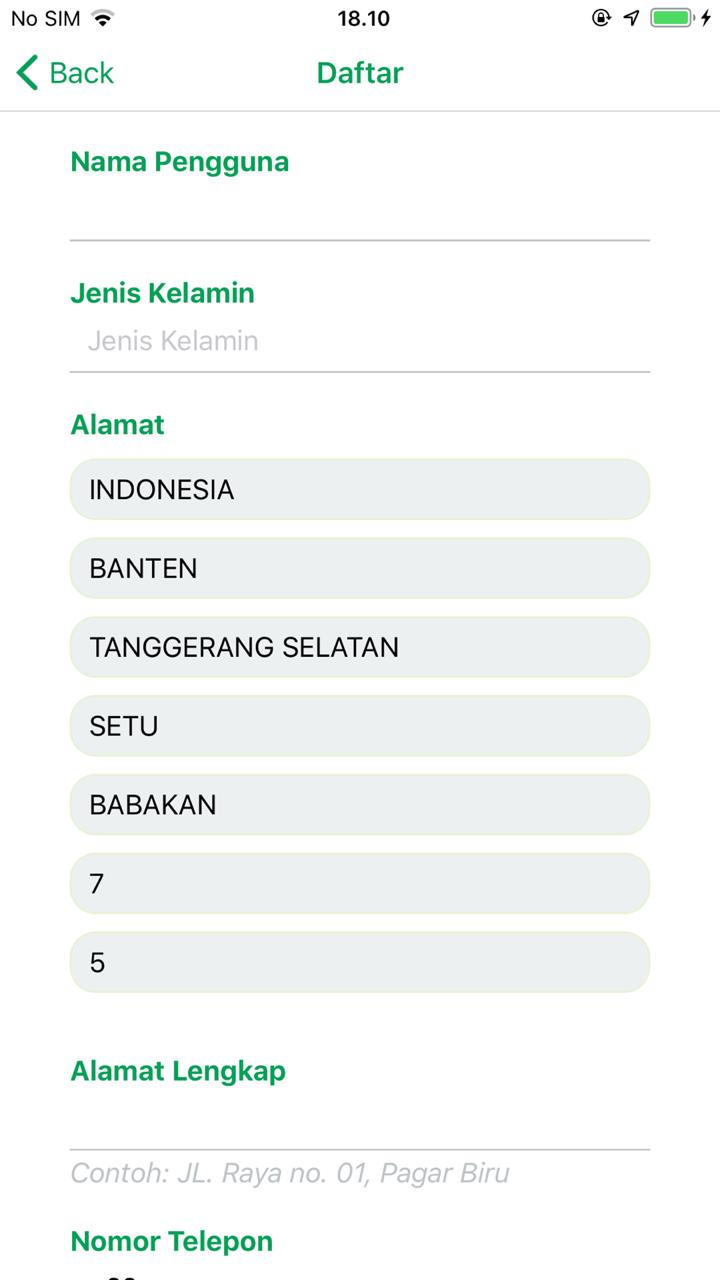 No SIM 18.10
Back Daftar
Nama Pengguna
Jenis Kelamin
Jenis Kelamin
Alamat
INDONESIA
BANTEN
TANGGERANG SELATAN
SETU
BABAKAN
7
5
Alamat Lengkap
Contoh: JL. Raya no. 01, Pagar Biru
Nomor Telepon